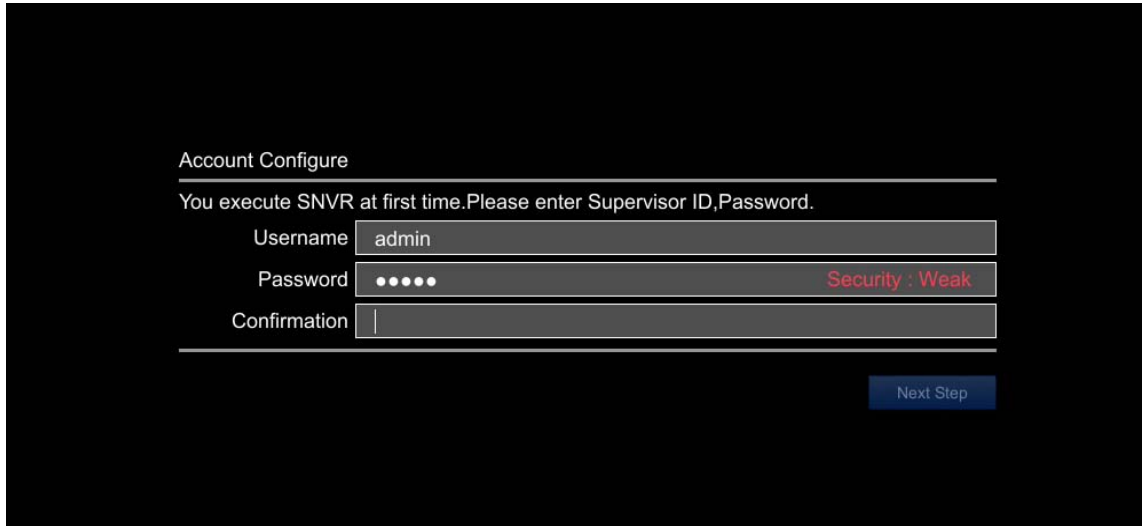 Account Configure
You execute SNVR at first time.Please enter Supervisor ID,Password.
Username admin
Password ●●●●● Security : Weak
Confirmation
Next Step